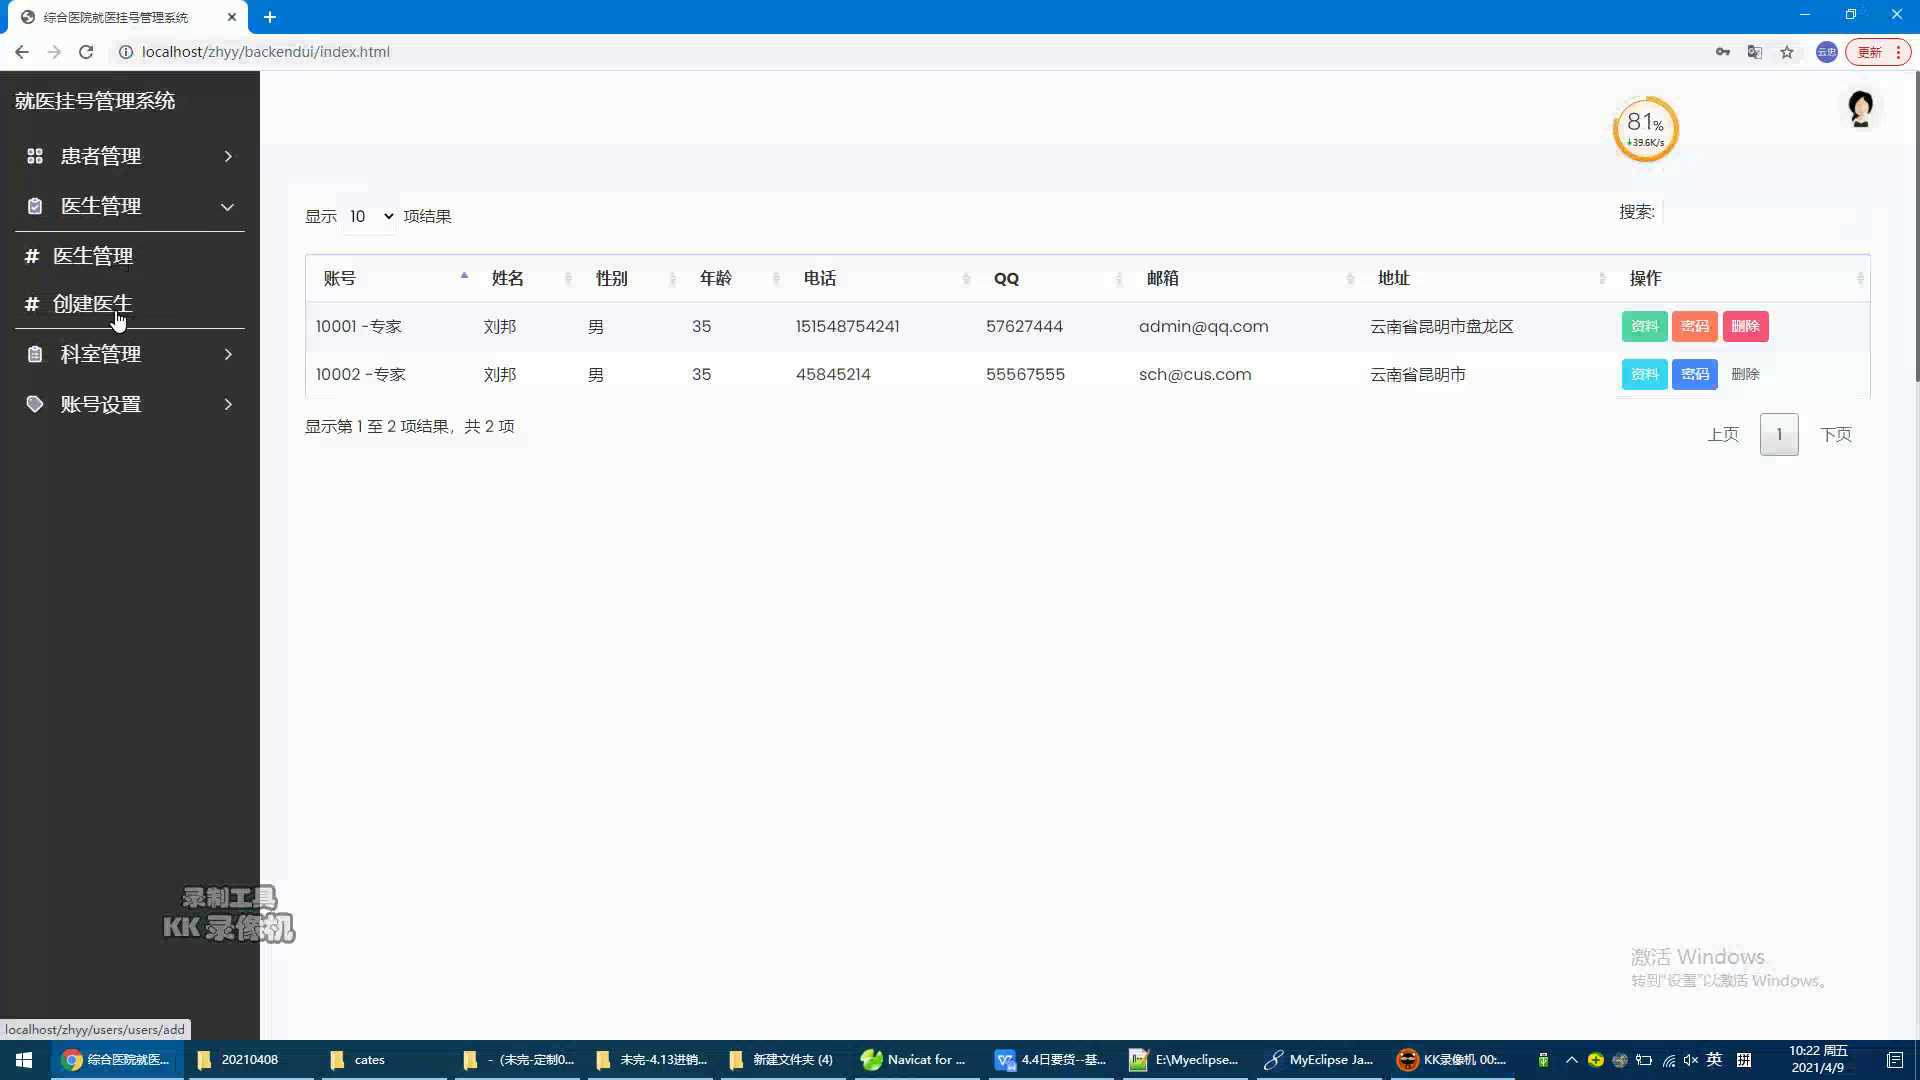 综合医院就医挂号管理系统
localhost/zhyy/backendui/index.html
云忠
更新
就医挂号管理系统
81%
↓39.6K/s
患者管理
医生管理
# 医生管理
# 创建医生
科室管理
账号设置
显示 10 项结果
搜索:
账号 姓名 性别 年龄 电话 QQ 邮箱 地址 操作
10001 -专家 刘邦 男 35 151548754241 57627444 admin@qq.com 云南省昆明市盘龙区 资料 密码 删除
10002 -专家 刘邦 男 35 45845214 55567555 sch@cus.com 云南省昆明市 资料 密码 删除
显示第 1 至 2 项结果，共 2 项
上页 1 下页
录制工具
KK 录像机
激活 Windows
转到"设置"以激活 Windows。
localhost/zhyy/users/users/add
综合医院就医...
20210408
cates
-（未完-定制0...
未完-4.13进销...
新建文件夹 (4)
Navicat for ...
4.4日要货--基...
E:\Myeclipse...
MyEclipse Ja...
KK录像机 00:...
英
拼
10:22 周五
2021/4/9